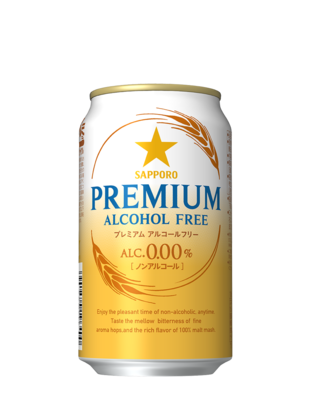 SAPPORO
PREMIUM
ALCOHOL FREE
プレミアム アルコールフリー
ALC.0.00%
[ノンアルコール]
Enjoy the pleasant time of non-alcoholic, anytime.
Taste the mellow bitterness of fine
aroma hops,and the rich flavor of 100% malt moon.